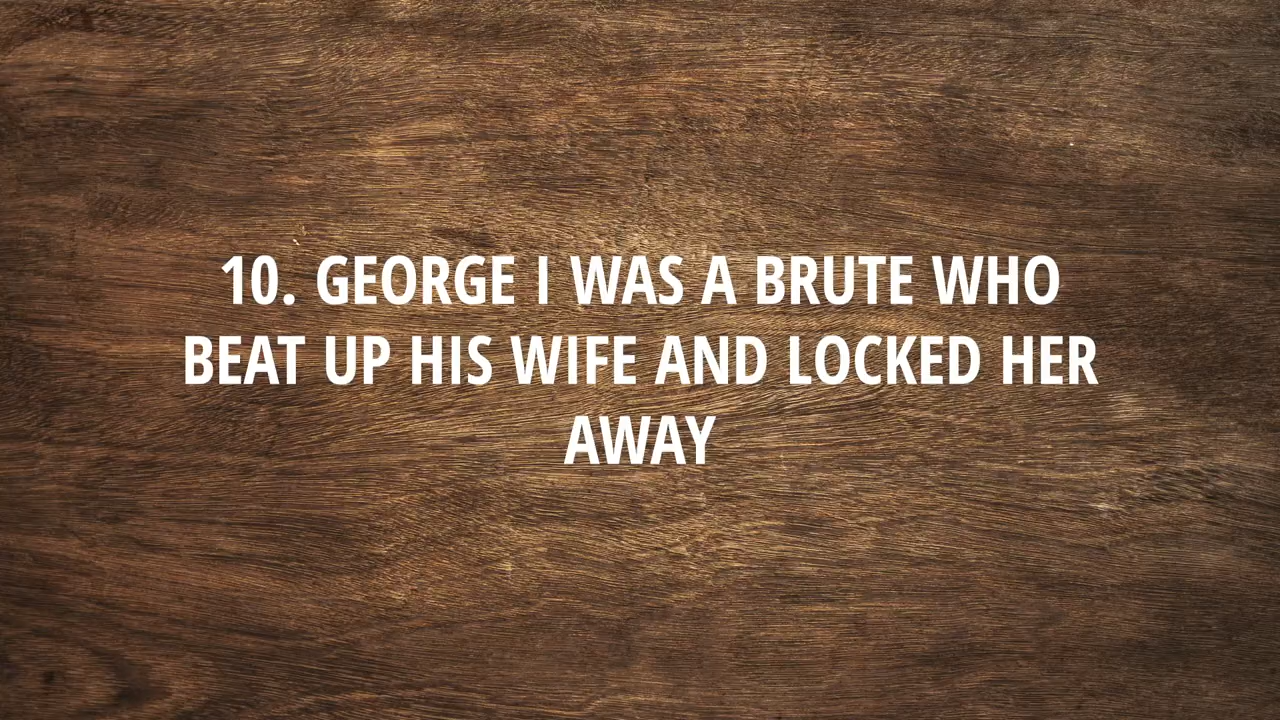 10. GEORGE I WAS A BRUTE WHO
BEAT UP HIS WIFE AND LOCKED HER
AWAY